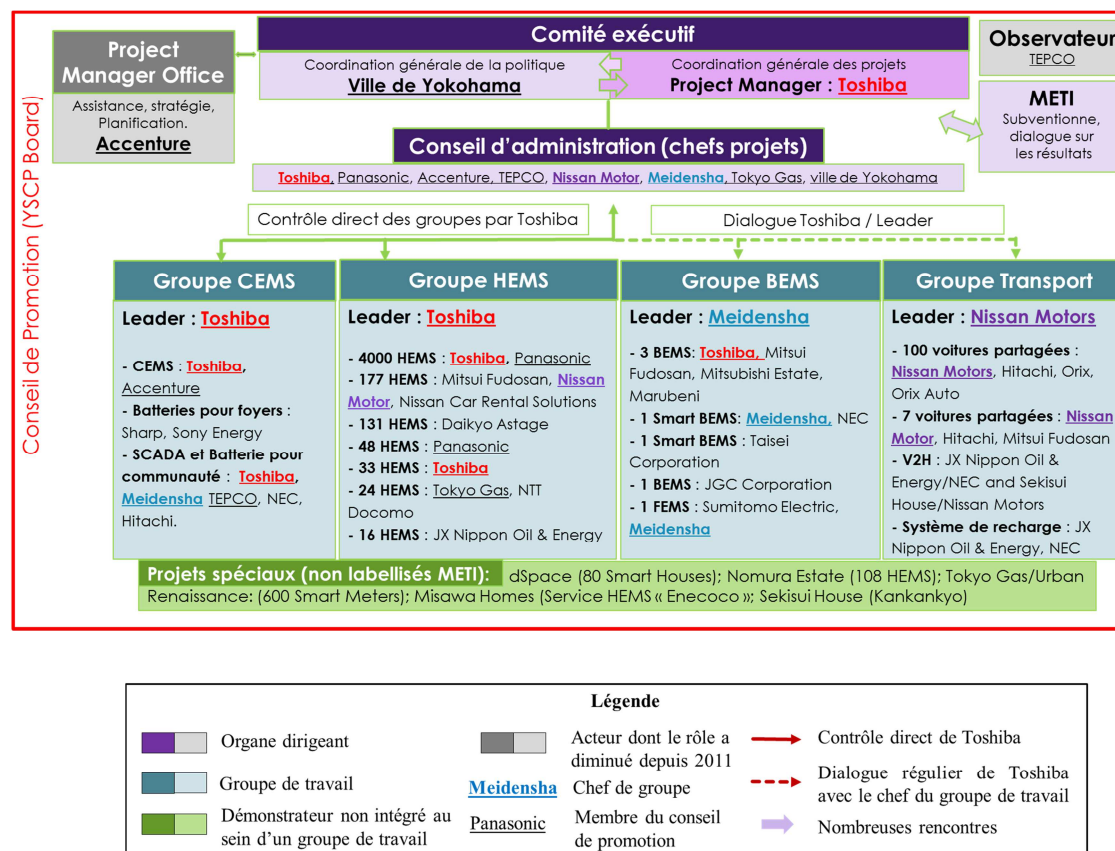 Conseil de Promotion (YSCP Board)
Project
Manager Office
Assistance, stratégie,
Planification.
Accenture
Comité exécutif
Coordination générale de la politique
Ville de Yokohama
Coordination générale des projets
Project Manager : Toshiba
Observateur
TEPCO
METI
Subventionne,
dialogue sur
les résultats
Conseil d'administration (chefs projets)
Toshiba, Panasonic, Accenture, TEPCO, Nissan Motor, Meidensha, Tokyo Gas, ville de Yokohama
Contrôle direct des groupes par Toshiba
Dialogue Toshiba / Leader
Groupe CEMS
Leader : Toshiba
- CEMS : Toshiba,
Accenture
- Batteries pour foyers :
Sharp, Sony Energy
- SCADA et Batterie pour
communauté : Toshiba,
Meidensha TEPCO, NEC,
Hitachi.
Groupe HEMS
Leader : Toshiba
- 4000 HEMS : Toshiba, Panasonic
- 177 HEMS : Mitsui Fudosan, Nissan
Motor, Nissan Car Rental Solutions
- 131 HEMS : Daikyo Astage
- 48 HEMS : Panasonic
- 33 HEMS : Toshiba
- 24 HEMS : Tokyo Gas, NTT
Docomo
- 16 HEMS : JX Nippon Oil & Energy
Groupe BEMS
Leader : Meidensha
- 3 BEMS: Toshiba, Mitsui
Fudosan, Mitsubishi Estate,
Marubeni
- 1 Smart BEMS: Meidensha, NEC
- 1 Smart BEMS : Taisei
Corporation
- 1 BEMS : JGC Corporation
- 1 FEMS : Sumitomo Electric,
Meidensha
Groupe Transport
Leader : Nissan Motors
- 100 voitures partagées :
Nissan Motors, Hitachi, Orix,
Orix Auto
- 7 voitures partagées : Nissan
Motor, Hitachi, Mitsui Fudosan
- V2H : JX Nippon Oil &
Energy/NEC and Sekisui
House/Nissan Motors
- Système de recharge : JX
Nippon Oil & Energy, NEC
Projets spéciaux (non labellisés METI): dSpace (80 Smart Houses); Nomura Estate (108 HEMS); Tokyo Gas/Urban
Renaissance: (600 Smart Meters); Misawa Homes (Service HEMS « Enecoco »; Sekisui House (Kankankyo)
Légende
Organe dirigeant
Groupe de travail
Démonstrateur non intégré au
sein d'un groupe de travail
Acteur dont le rôle a
diminué depuis 2011
Meidensha Chef de groupe
Panasonic Membre du conseil
de promotion
Contrôle direct de Toshiba
Dialogue régulier de Toshiba
avec le chef du groupe de travail
Nombreuses rencontres